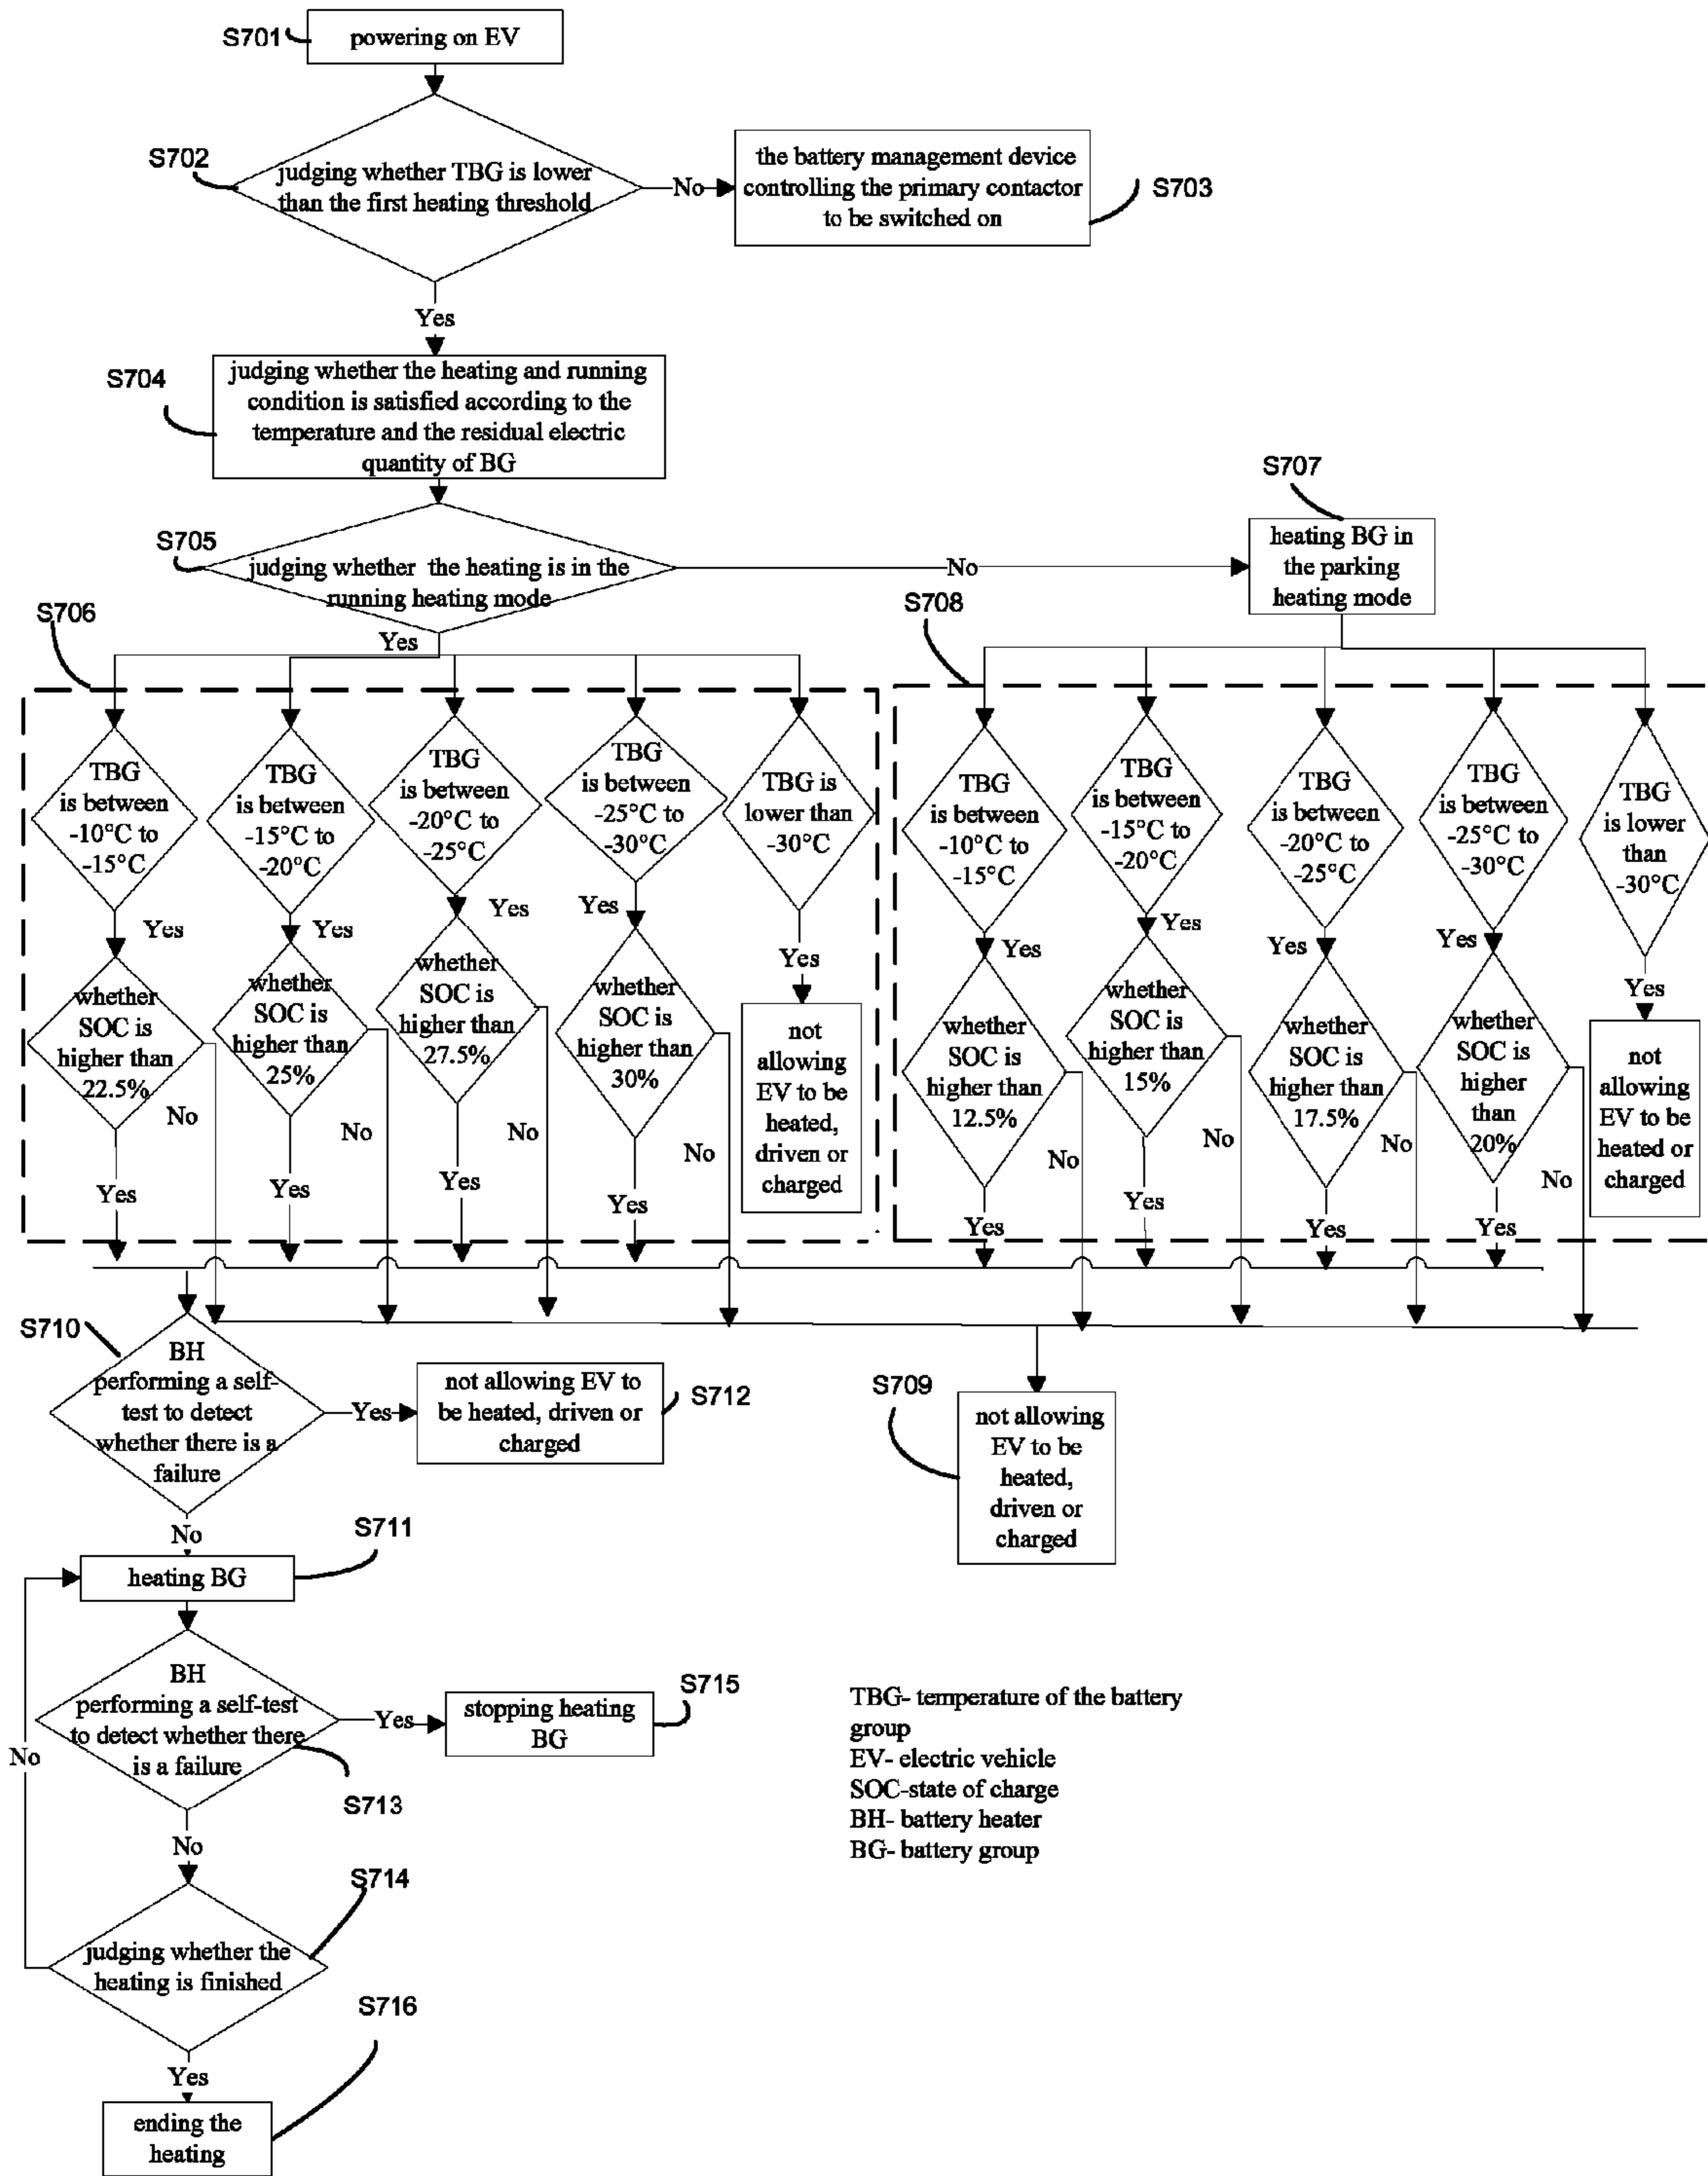 S701
powering on EV
S702
judging whether TBG is lower
than the first heating threshold
No
the battery management device
controlling the primary contactor
to be switched on
S703
Yes
S704
judging whether the heating and running
condition is satisfied according to the
temperature and the residual electric
quantity of BG
S705
judging whether the heating is in the
running heating mode
No
S707
heating BG in
the parking
heating mode
Yes
S706
TBG
is between
-10°C to
-15°C
Yes
whether
SOC is
higher than
22.5%
No
Yes
TBG
is between
-15°C to
-20°C
Yes
whether
SOC is
higher than
25%
No
Yes
TBG
is between
-20°C to
-25°C
Yes
whether
SOC is
higher than
27.5%
No
Yes
TBG
is between
-25°C to
-30°C
Yes
whether
SOC is
higher than
30%
No
Yes
TBG is
lower than
-30°C
Yes
not
allowing
EV to be
heated,
driven or
charged
S708
TBG
is between
-10°C to
-15°C
Yes
whether
SOC is
higher than
12.5%
No
Yes
TBG
is between
-15°C to
-20°C
Yes
whether
SOC is
higher than
15%
No
Yes
TBG
is between
-20°C to
-25°C
Yes
whether
SOC is
higher than
17.5%
No
Yes
TBG
is between
-25°C to
-30°C
Yes
whether
SOC is
higher
than
20%
No
Yes
TBG
is lower
than
-30°C
Yes
not
allowing
EV to be
heated or
charged
S710
BH
performing a self-
test to detect
whether there is a
failure
Yes
not allowing EV to
be heated, driven or
charged
S712
S709
not allowing
EV to be
heated,
driven or
charged
No
S711
heating BG
BH
performing a self-test
to detect whether there
is a failure
Yes
stopping heating
BG
S715
S713
No
No
S714
judging whether the
heating is finished
S716
Yes
ending the
heating
TBG- temperature of the battery
group
EV- electric vehicle
SOC-state of charge
BH- battery heater
BG- battery group